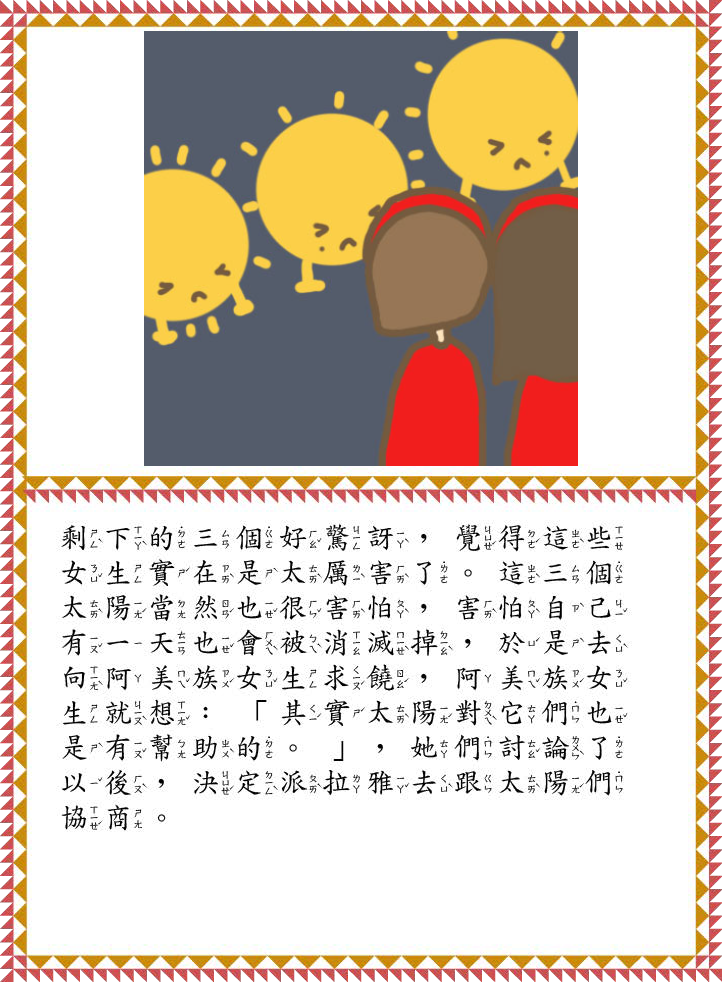 剩下的三個好驚訝，覺得這些
女生實在是太厲害了。這三個
太陽當然也很害怕，害怕自己
有一天也會被消滅掉，於是去
向阿美族女生求饒，阿美族女
生就想：「其實太陽對它們也
是有幫助的。」，她們討論了
以後，決定派拉雅去跟太陽們
協商。